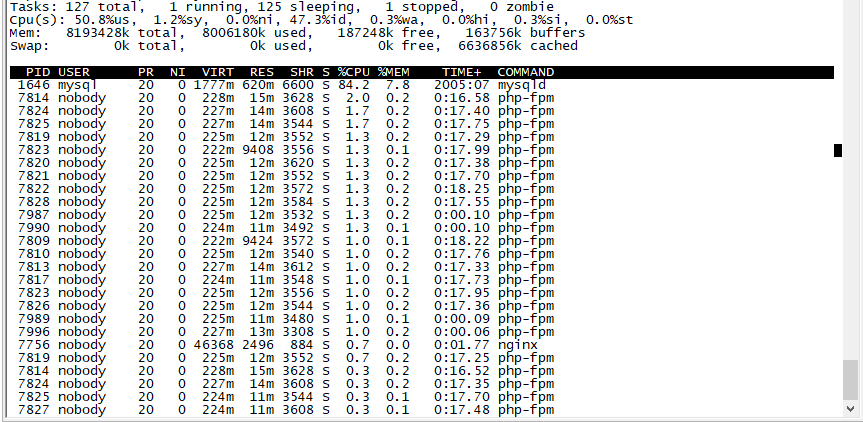 Tasks: 127 total,   1 running, 125 sleeping,   1 stopped,   0 zombie
Cpu(s): 50.8%us,  1.2%sy,  0.0%ni, 47.3%id,  0.3%wa,  0.0%hi,  0.3%si,  0.0%st
Mem:   8193428k total,  8006180k used,   187248k free,   163756k buffers
Swap:        0k total,        0k used,        0k free,  6636856k cached
PID USER      PR  NI  VIRT  RES  SHR S %CPU %MEM    TIME+  COMMAND
1646 mysql     20   0 1777m 620m 6600 S 84.2  7.8   2005:07 mysqld
7814 nobody    20   0  228m  15m 3628 S  2.0  0.2   0:16.58 php-fpm
7824 nobody    20   0  227m  14m 3608 S  1.7  0.2   0:17.40 php-fpm
7825 nobody    20   0  227m  14m 3544 S  1.7  0.2   0:17.75 php-fpm
7819 nobody    20   0  225m  12m 3552 S  1.3  0.2   0:17.29 php-fpm
7823 nobody    20   0  222m 9408 3556 S  1.3  0.1   0:17.99 php-fpm
7820 nobody    20   0  225m  12m 3620 S  1.3  0.2   0:17.38 php-fpm
7821 nobody    20   0  225m  12m 3552 S  1.3  0.2   0:17.70 php-fpm
7822 nobody    20   0  225m  12m 3572 S  1.3  0.2   0:18.25 php-fpm
7828 nobody    20   0  225m  12m 3584 S  1.3  0.2   0:17.55 php-fpm
7987 nobody    20   0  225m  12m 3532 S  1.3  0.2   0:00.10 php-fpm
7990 nobody    20   0  224m  11m 3492 S  1.3  0.1   0:00.10 php-fpm
7809 nobody    20   0  222m 9424 3572 S  1.0  0.1   0:18.22 php-fpm
7810 nobody    20   0  225m  12m 3540 S  1.0  0.2   0:17.76 php-fpm
7813 nobody    20   0  227m  14m 3612 S  1.0  0.2   0:17.33 php-fpm
7817 nobody    20   0  224m  11m 3548 S  1.0  0.1   0:17.73 php-fpm
7823 nobody    20   0  225m  12m 3556 S  1.0  0.2   0:17.95 php-fpm
7826 nobody    20   0  225m  12m 3544 S  1.0  0.2   0:17.36 php-fpm
7989 nobody    20   0  225m  11m 3480 S  1.0  0.1   0:00.09 php-fpm
7996 nobody    20   0  227m  13m 3308 S  1.0  0.2   0:00.06 php-fpm
7756 nobody    20   0 46368 2496  884 S  0.7  0.0   0:01.77 nginx
7819 nobody    20   0  225m  12m 3552 S  0.7  0.2   0:17.25 php-fpm
7814 nobody    20   0  228m  15m 3628 S  0.3  0.2   0:16.52 php-fpm
7824 nobody    20   0  227m  14m 3608 S  0.3  0.2   0:17.35 php-fpm
7825 nobody    20   0  224m  11m 3544 S  0.3  0.1   0:17.70 php-fpm
7827 nobody    20   0  224m  11m 3608 S  0.3  0.1   0:17.48 php-fpm